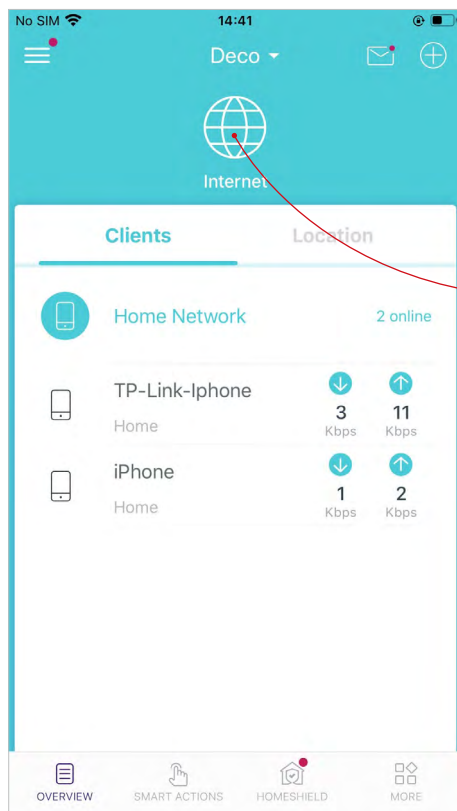 No SIM 14:41
Deco
Internet
Clients Location
Home Network 2 online
TP-Link-Iphone
3 11
Home Kbps Kbps
iPhone
1 2
Home Kbps Kbps
OVERVIEW SMART ACTIONS HOMESHIELD MORE